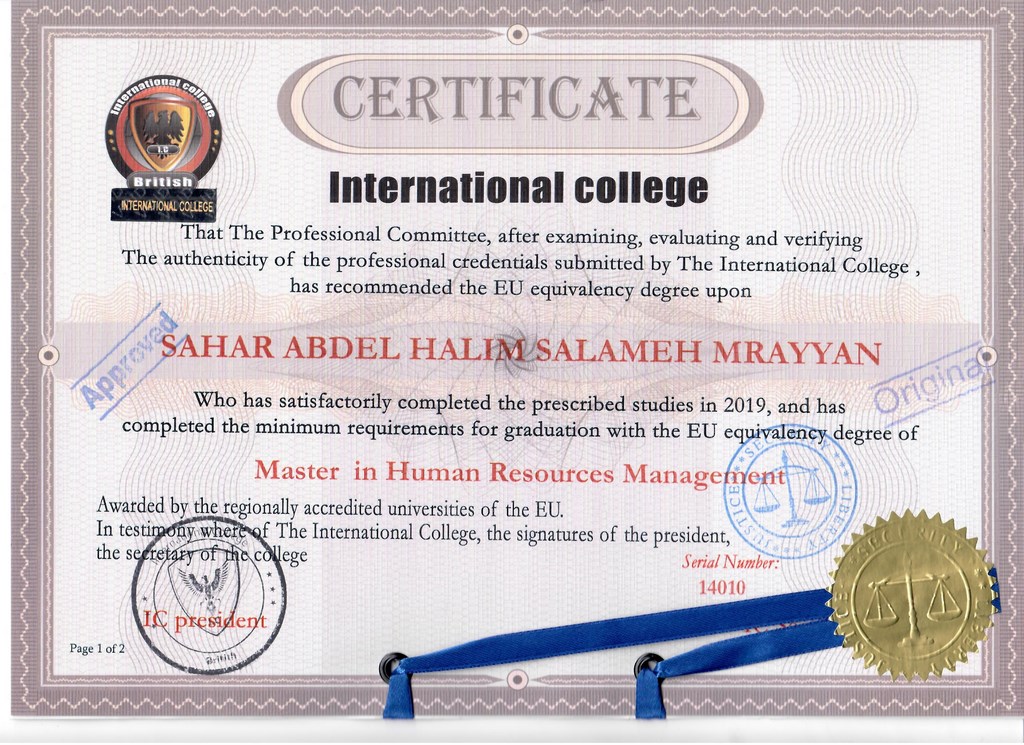 CERTIFICATE
International college
I.C
British
INTERNATIONAL COLLEGE
International college
That The Professional Committee, after examining, evaluating and verifying
The authenticity of the professional credentials submitted by The International College ,
has recommended the EU equivalency degree upon
Approved
SAHAR ABDEL HALIM SALAMEH MRAYYAN
Original
Who has satisfactorily completed the prescribed studies in 2019, and has
completed the minimum requirements for graduation with the EU equivalency degree of
Master in Human Resources Management
SECURITY LIBERTY JUSTICE
Awarded by the regionally accredited universities of the EU.
In testimony where of The International College, the signatures of the president,
the secretary of the college
Serial Number:
14010
SECURITY
IC president
British
Page 1 of 2